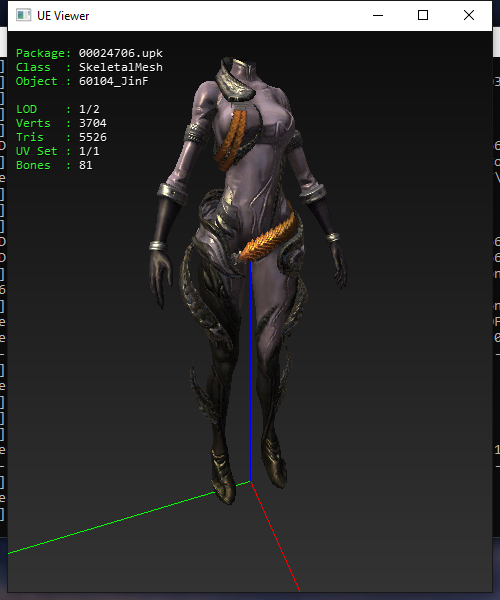 UE Viewer
Package: 00024706.upk
Class : SkeletalMesh
Object : 60104_JinF
LOD : 1/2
Verts : 3704
Tris : 5526
UV Set : 1/1
Bones : 81